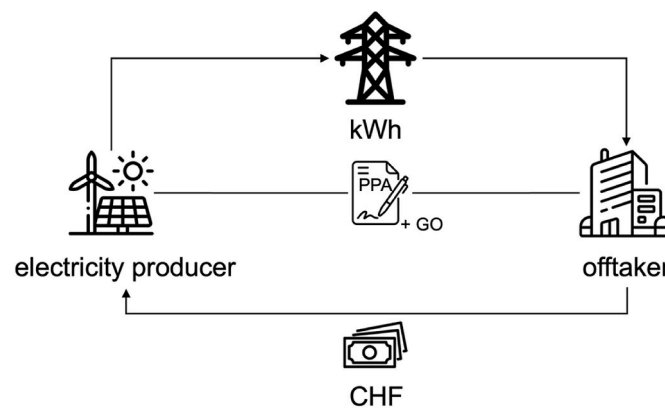 kWh
PPA
+ GO
electricity producer
offtaker
CHF